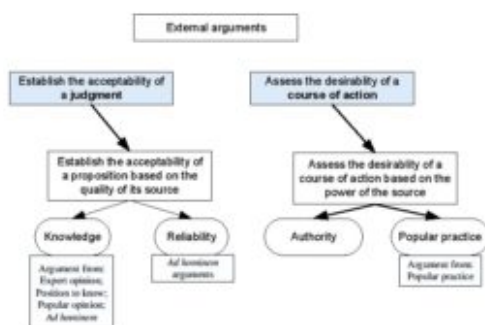 External arguments
Establish the acceptability of
a judgment
Assess the desirablity of a
course of action
Establish the acceptability of
a proposition based on the
quality of its source
Assess the desirablity of a
course of action based on the
power of the source
Knowledge
Reliability
Authority
Popular practice
Argument from:
Expert opinion;
Position to know;
Popular opinion;
Ad hominem
Ad hominem
arguments
Argument from:
Popular practice